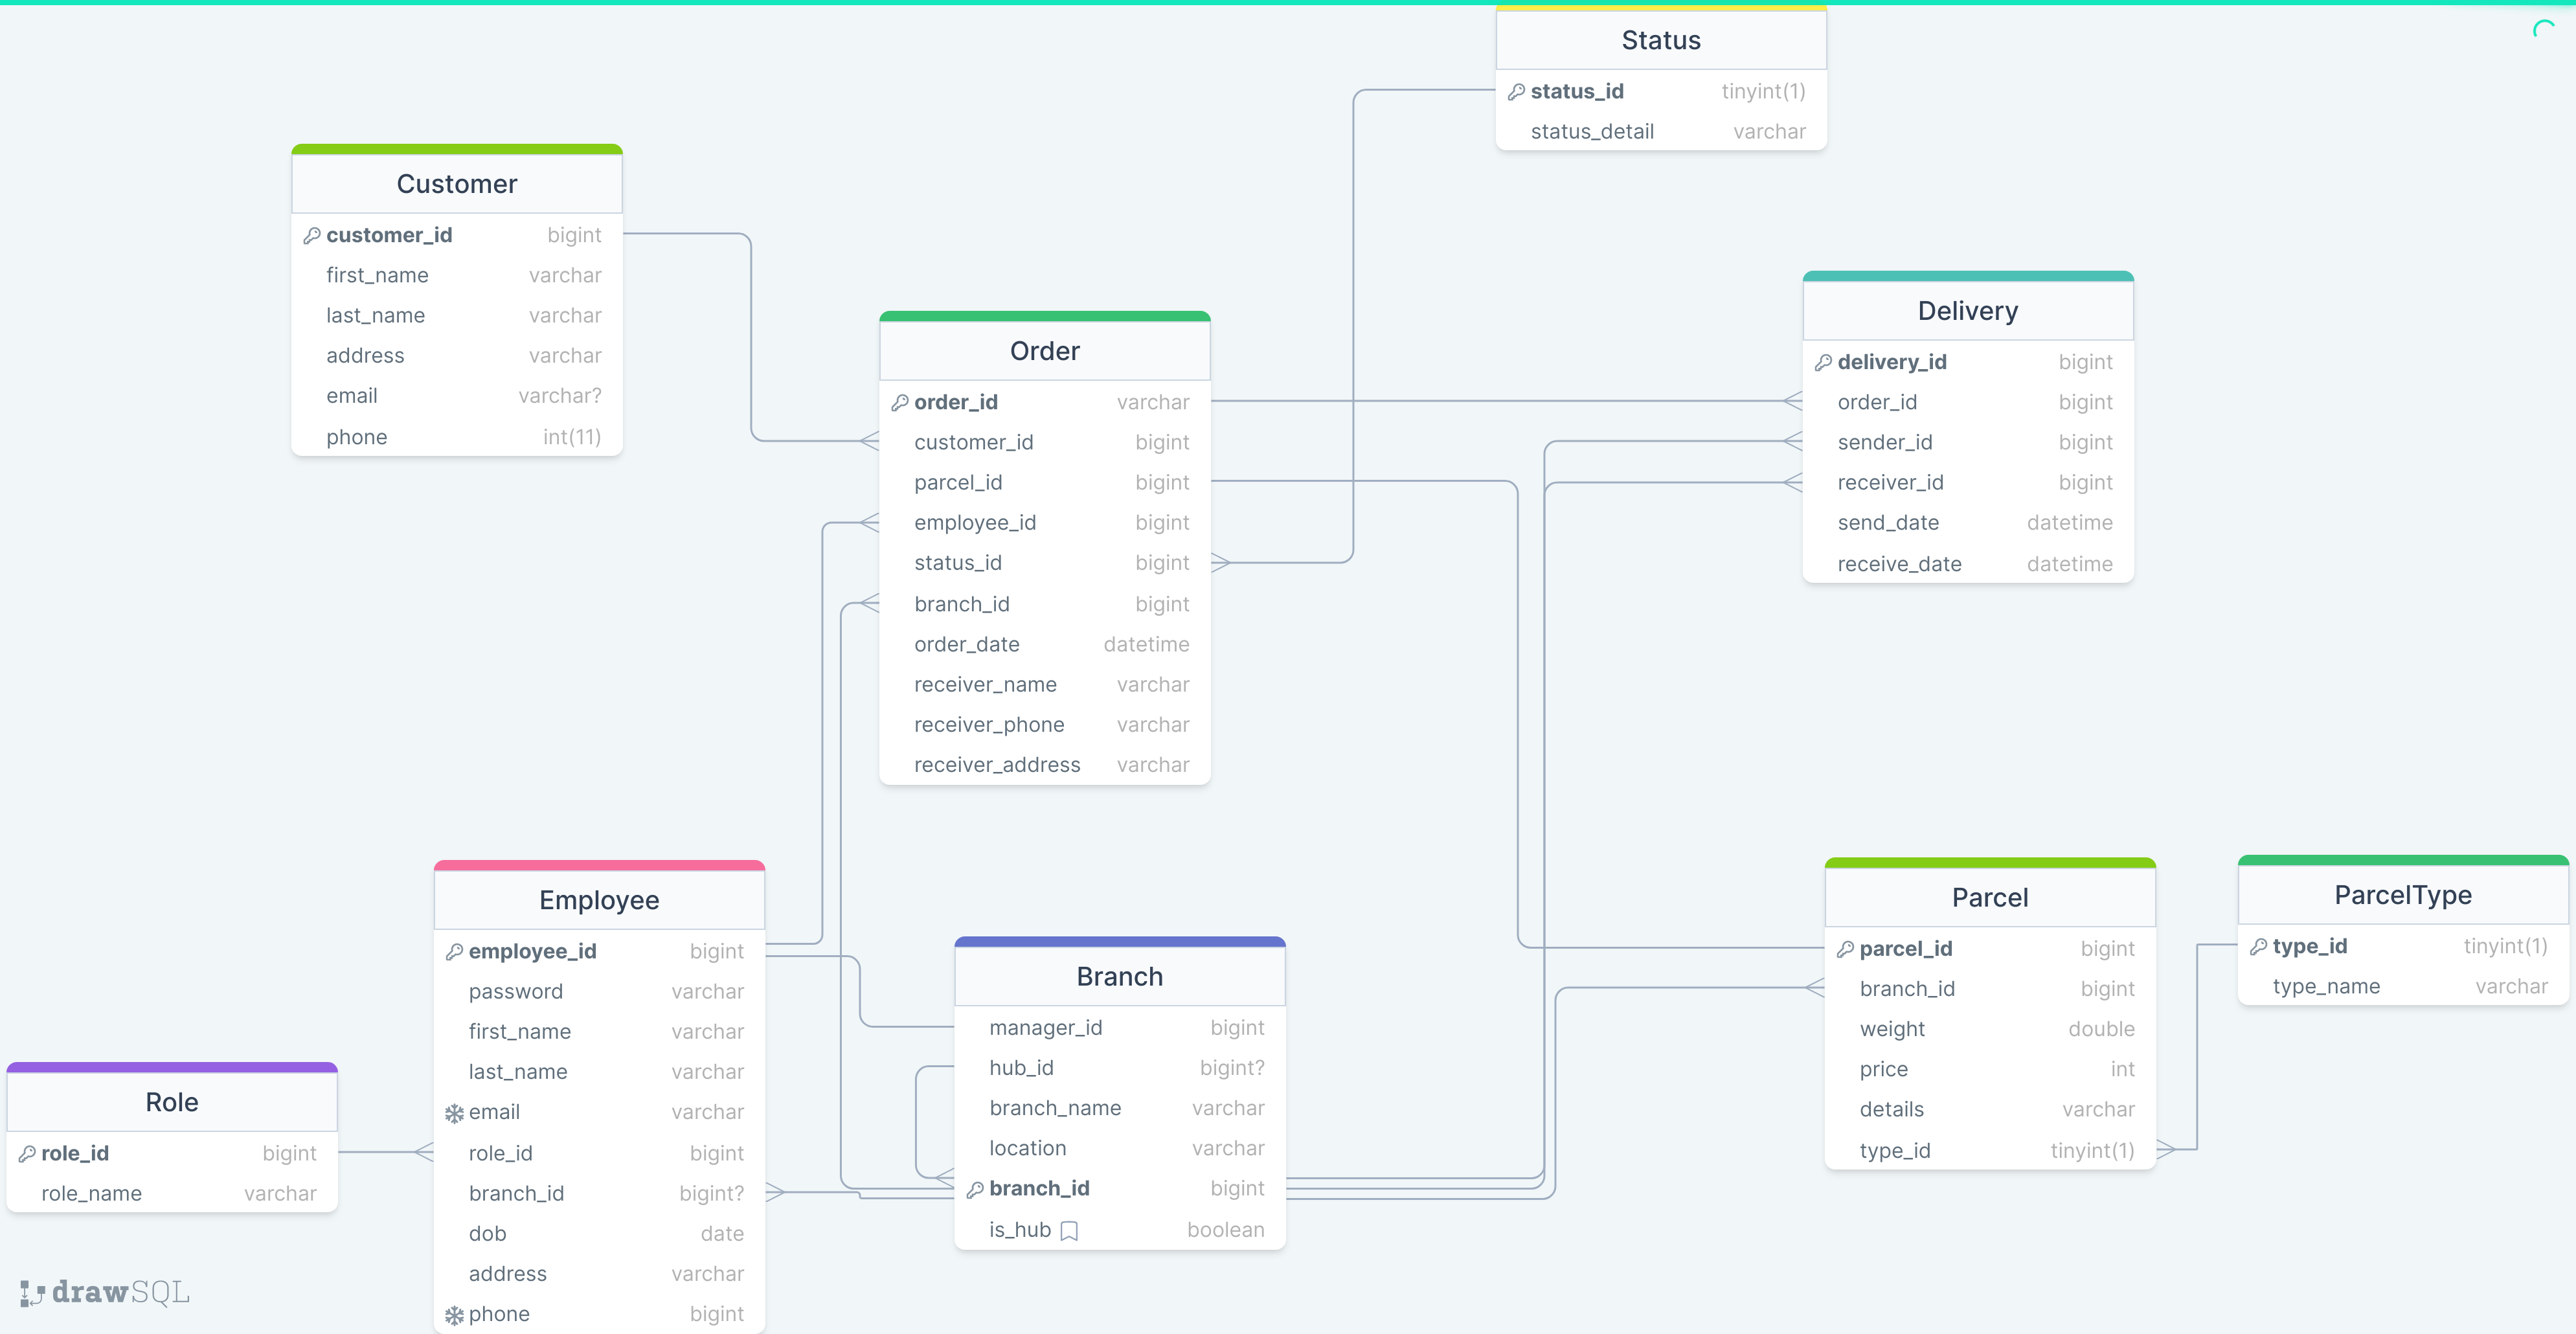 Status
status_id tinyint(1)
status_detail varchar
Customer
customer_id bigint
first_name varchar
last_name varchar
address varchar
email varchar?
phone int(11)
Order
order_id varchar
customer_id bigint
parcel_id bigint
employee_id bigint
status_id bigint
branch_id bigint
order_date datetime
receiver_name varchar
receiver_phone varchar
receiver_address varchar
Delivery
delivery_id bigint
order_id bigint
sender_id bigint
receiver_id bigint
send_date datetime
receive_date datetime
Role
role_id bigint
role_name varchar
Employee
employee_id bigint
password varchar
first_name varchar
last_name varchar
email varchar
role_id bigint
branch_id bigint?
dob date
address varchar
phone bigint
Branch
manager_id bigint
hub_id bigint?
branch_name varchar
location varchar
branch_id bigint
is_hub boolean
Parcel
parcel_id bigint
branch_id bigint
weight double
price int
details varchar
type_id tinyint(1)
ParcelType
type_id tinyint(1)
type_name varchar
drawSQL